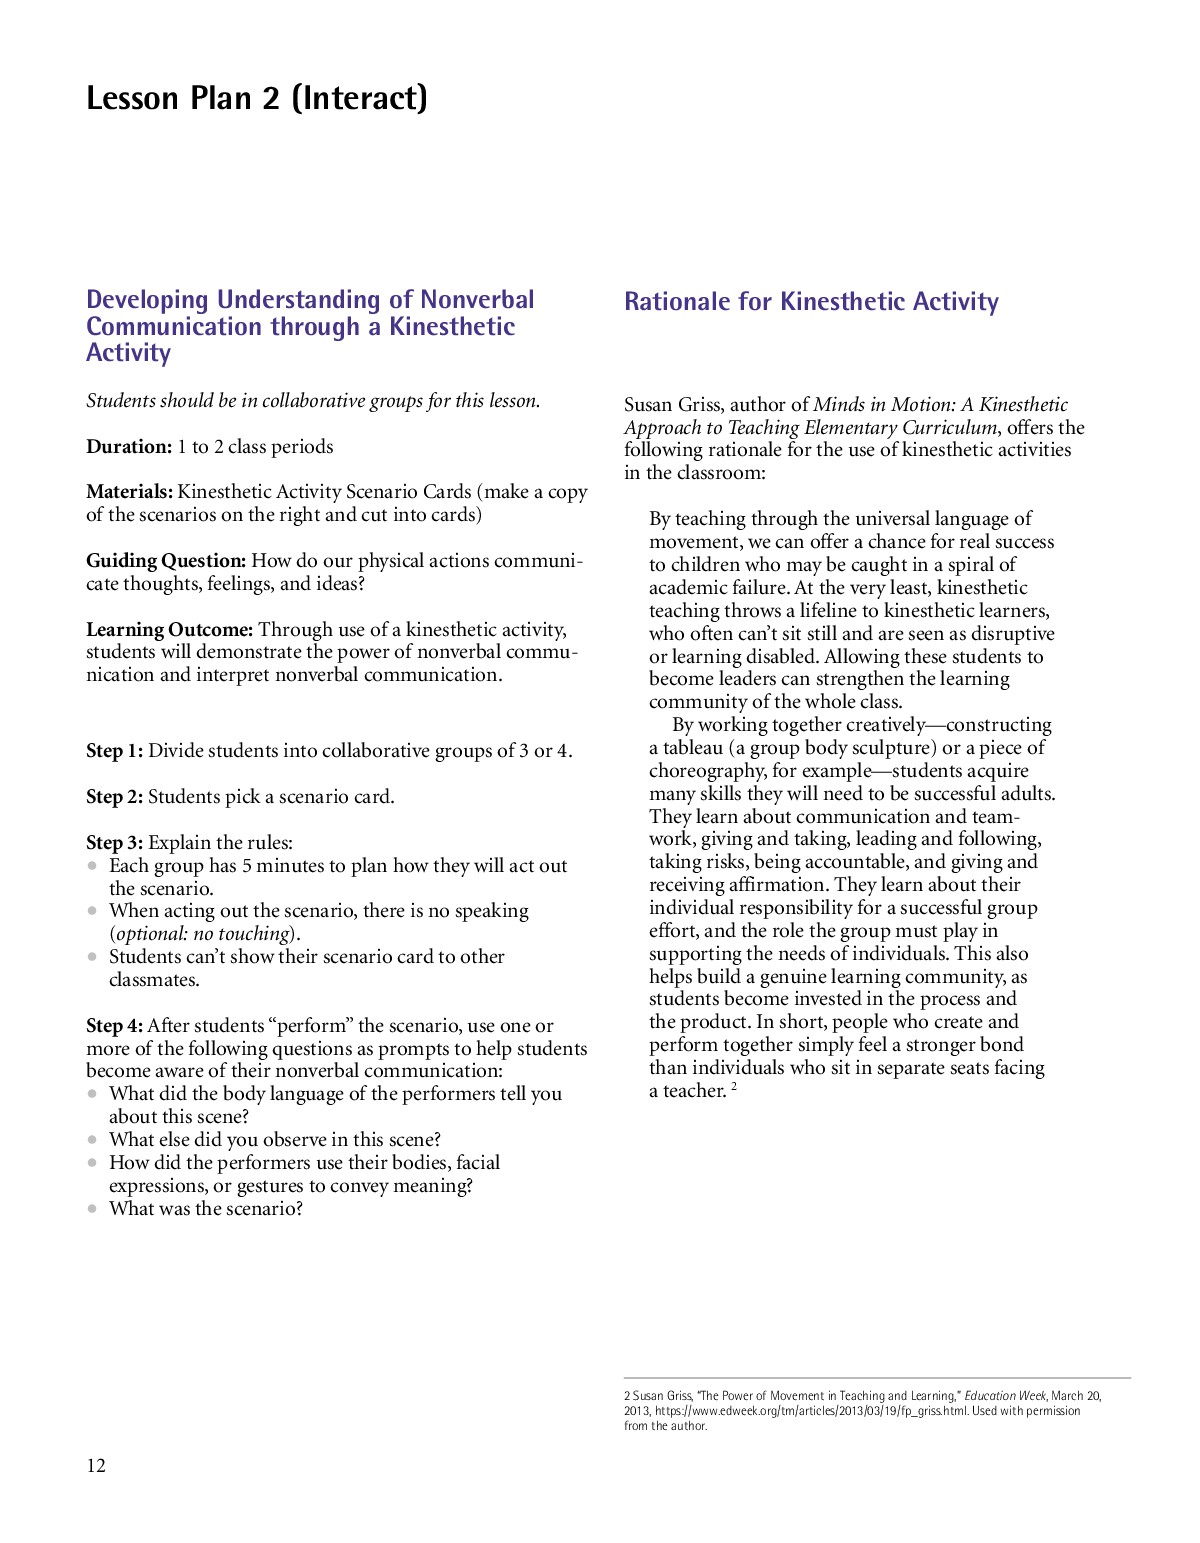 Lesson Plan 2 (Interact)
Developing Understanding of Nonverbal
Communication through a Kinesthetic
Activity
Students should be in collaborative groups for this lesson.
Duration: 1 to 2 class periods
Materials: Kinesthetic Activity Scenario Cards (make a copy
of the scenarios on the right and cut into cards)
Guiding Question: How do our physical actions communi-
cate thoughts, feelings, and ideas?
Learning Outcome: Through use of a kinesthetic activity,
students will demonstrate the power of nonverbal commu-
nication and interpret nonverbal communication.
Step 1: Divide students into collaborative groups of 3 or 4.
Step 2: Students pick a scenario card.
Step 3: Explain the rules:
● Each group has 5 minutes to plan how they will act out
the scenario.
● When acting out the scenario, there is no speaking
(optional: no touching).
● Students can’t show their scenario card to other
classmates.
Step 4: After students “perform” the scenario, use one or
more of the following questions as prompts to help students
become aware of their nonverbal communication:
● What did the body language of the performers tell you
about this scene?
● What else did you observe in this scene?
● How did the performers use their bodies, facial
expressions, or gestures to convey meaning?
● What was the scenario?
Rationale for Kinesthetic Activity
Susan Griss, author of Minds in Motion: A Kinesthetic
Approach to Teaching Elementary Curriculum, offers the
following rationale for the use of kinesthetic activities
in the classroom:
By teaching through the universal language of
movement, we can offer a chance for real success
to children who may be caught in a spiral of
academic failure. At the very least, kinesthetic
teaching throws a lifeline to kinesthetic learners,
who often can’t sit still and are seen as disruptive
or learning disabled. Allowing these students to
become leaders can strengthen the learning
community of the whole class.
By working together creatively—constructing
a tableau (a group body sculpture) or a piece of
choreography, for example—students acquire
many skills they will need to be successful adults.
They learn about communication and team-
work, giving and taking, leading and following,
taking risks, being accountable, and giving and
receiving affirmation. They learn about their
individual responsibility for a successful group
effort, and the role the group must play in
supporting the needs of individuals. This also
helps build a genuine learning community, as
students become invested in the process and
the product. In short, people who create and
perform together simply feel a stronger bond
than individuals who sit in separate seats facing
a teacher. 2
2 Susan Griss, “The Power of Movement in Teaching and Learning,” Education Week, March 20,
2013, https://www.edweek.org/tm/articles/2013/03/19/fp_griss.html. Used with permission
from the author.
12